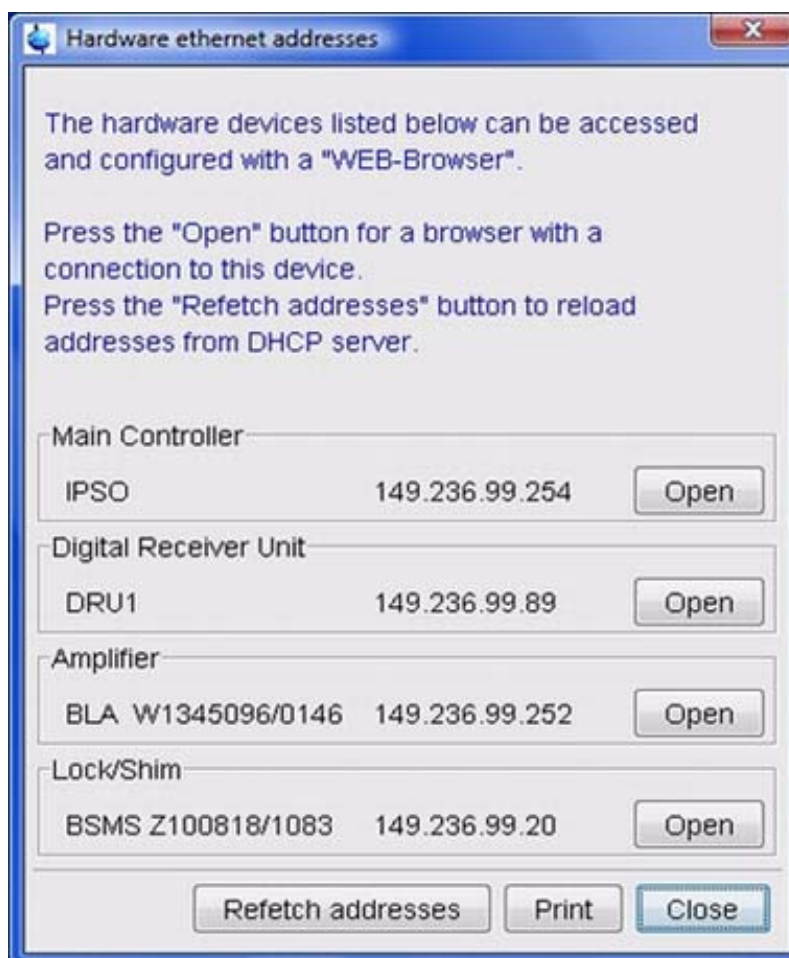 Hardware ethernet addresses
The hardware devices listed below can be accessed
and configured with a "WEB-Browser".
Press the "Open" button for a browser with a
connection to this device.
Press the "Refetch addresses" button to reload
addresses from DHCP server.
Main Controller
IPSO 149.236.99.254 Open
Digital Receiver Unit
DRU1 149.236.99.89 Open
Amplifier
BLA W1345096/0146 149.236.99.252 Open
Lock/Shim
BSMS Z100818/1083 149.236.99.20 Open
Refetch addresses Print Close